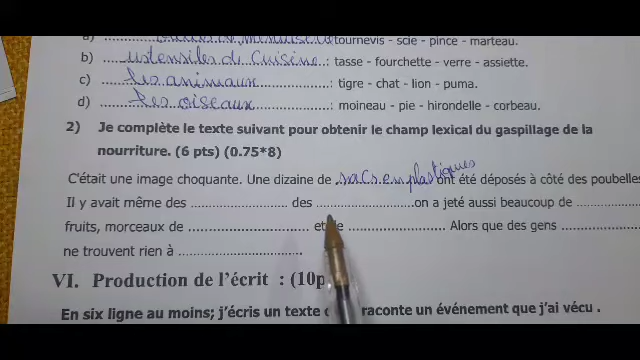 a) outils du menuisier tournevis - scie - pince - marteau.
b) ustensiles de Cuisine : tasse - fourchette - verre - assiette.
c) les animaux : tigre - chat - lion - puma.
d) les oiseaux : moineau - pie - hirondelle - corbeau.
2) Je complète le texte suivant pour obtenir le champ lexical du gaspillage de la
nourriture. (6 pts) (0.75*8)
C'était une image choquante. Une dizaine de sacs en plastiques ont été déposés à côté des poubelles
Il y avait même des .......................... des ..........................on a jeté aussi beaucoup de ..................
fruits, morceaux de ................................ et de .......................... Alors que des gens ..................
ne trouvent rien à ................................
VI. Production de l'écrit : (10p
En six ligne au moins; j'écris un texte raconte un événement que j'ai vécu .